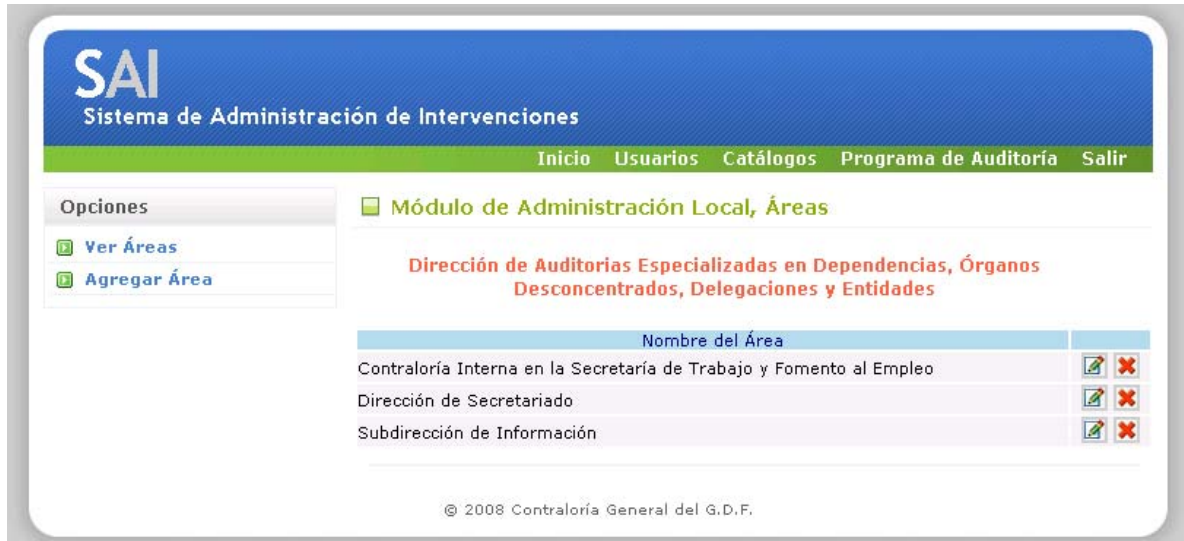 SAI
Sistema de Administración de Intervenciones
Inicio Usuarios Catálogos Programa de Auditoría Salir
Opciones
Ver Áreas
Agregar Área
Módulo de Administración Local, Áreas
Dirección de Auditorias Especializadas en Dependencias, Órganos
Desconcentrados, Delegaciones y Entidades
Nombre del Área
Contraloría Interna en la Secretaría de Trabajo y Fomento al Empleo
Dirección de Secretariado
Subdirección de Información
© 2008 Contraloría General del G.D.F.